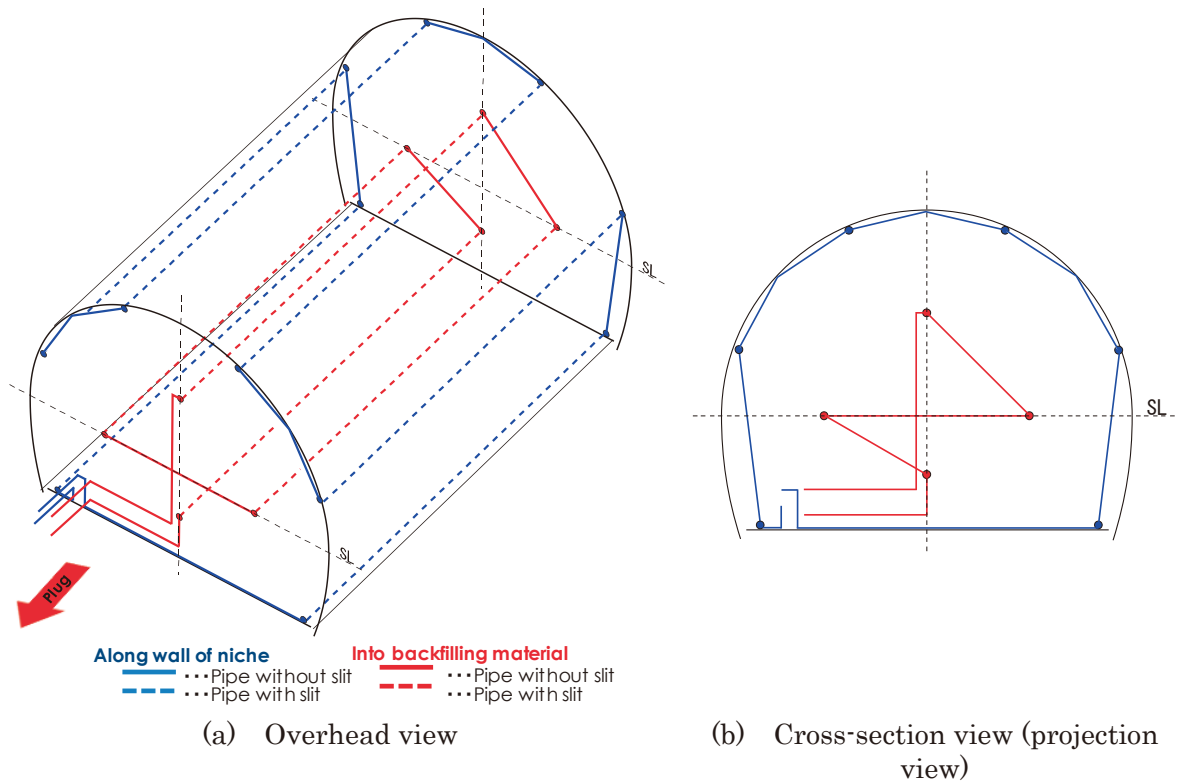 SL
SL
SL
Plug
Along wall of niche
Into backfilling material
···Pipe without slit
···Pipe without slit
···Pipe with slit
···Pipe with slit
(a) Overhead view
(b) Cross-section view (projection
view)